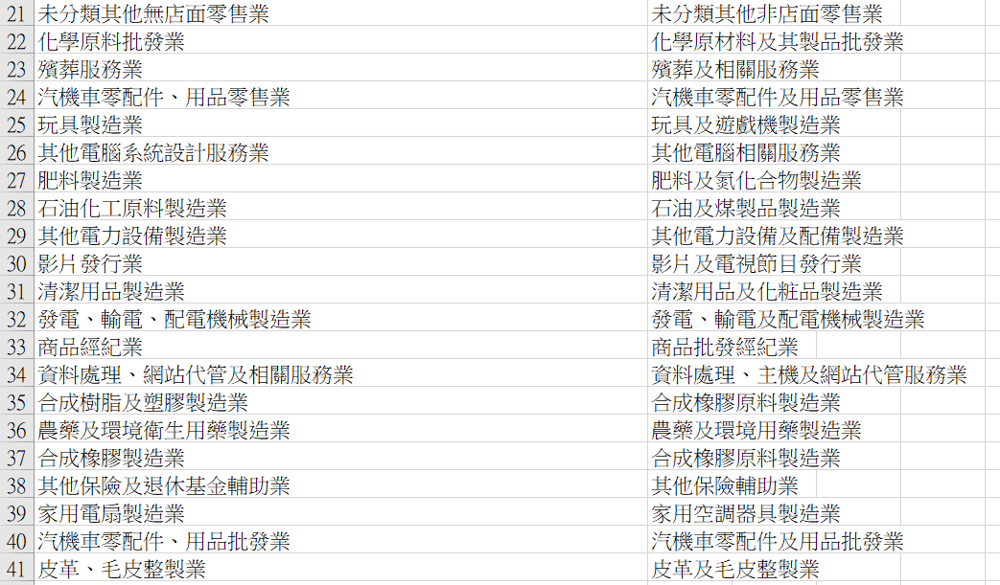 21 未分類其他無店面零售業 未分類其他非店面零售業
22 化學原料批發業 化學原材料及其製品批發業
23 殯葬服務業 殯葬及相關服務業
24 汽機車零配件、用品零售業 汽機車零配件及用品零售業
25 玩具製造業 玩具及遊戲機製造業
26 其他電腦系統設計服務業 其他電腦相關服務業
27 肥料製造業 肥料及氮化合物製造業
28 石油化工原料製造業 石油及煤製品製造業
29 其他電力設備製造業 其他電力設備及配備製造業
30 影片發行業 影片及電視節目發行業
31 清潔用品製造業 清潔用品及化粧品製造業
32 發電、輸電、配電機械製造業 發電、輸電及配電機械製造業
33 商品經紀業 商品批發經紀業
34 資料處理、網站代管及相關服務業 資料處理、主機及網站代管服務業
35 合成樹脂及塑膠製造業 合成橡膠原料製造業
36 農藥及環境衛生用藥製造業 農藥及環境用藥製造業
37 合成橡膠製造業 合成橡膠原料製造業
38 其他保險及退休基金輔助業 其他保險輔助業
39 家用電扇製造業 家用空調器具製造業
40 汽機車零配件、用品批發業 汽機車零配件及用品批發業
41 皮革、毛皮整製業 皮革及毛皮整製業